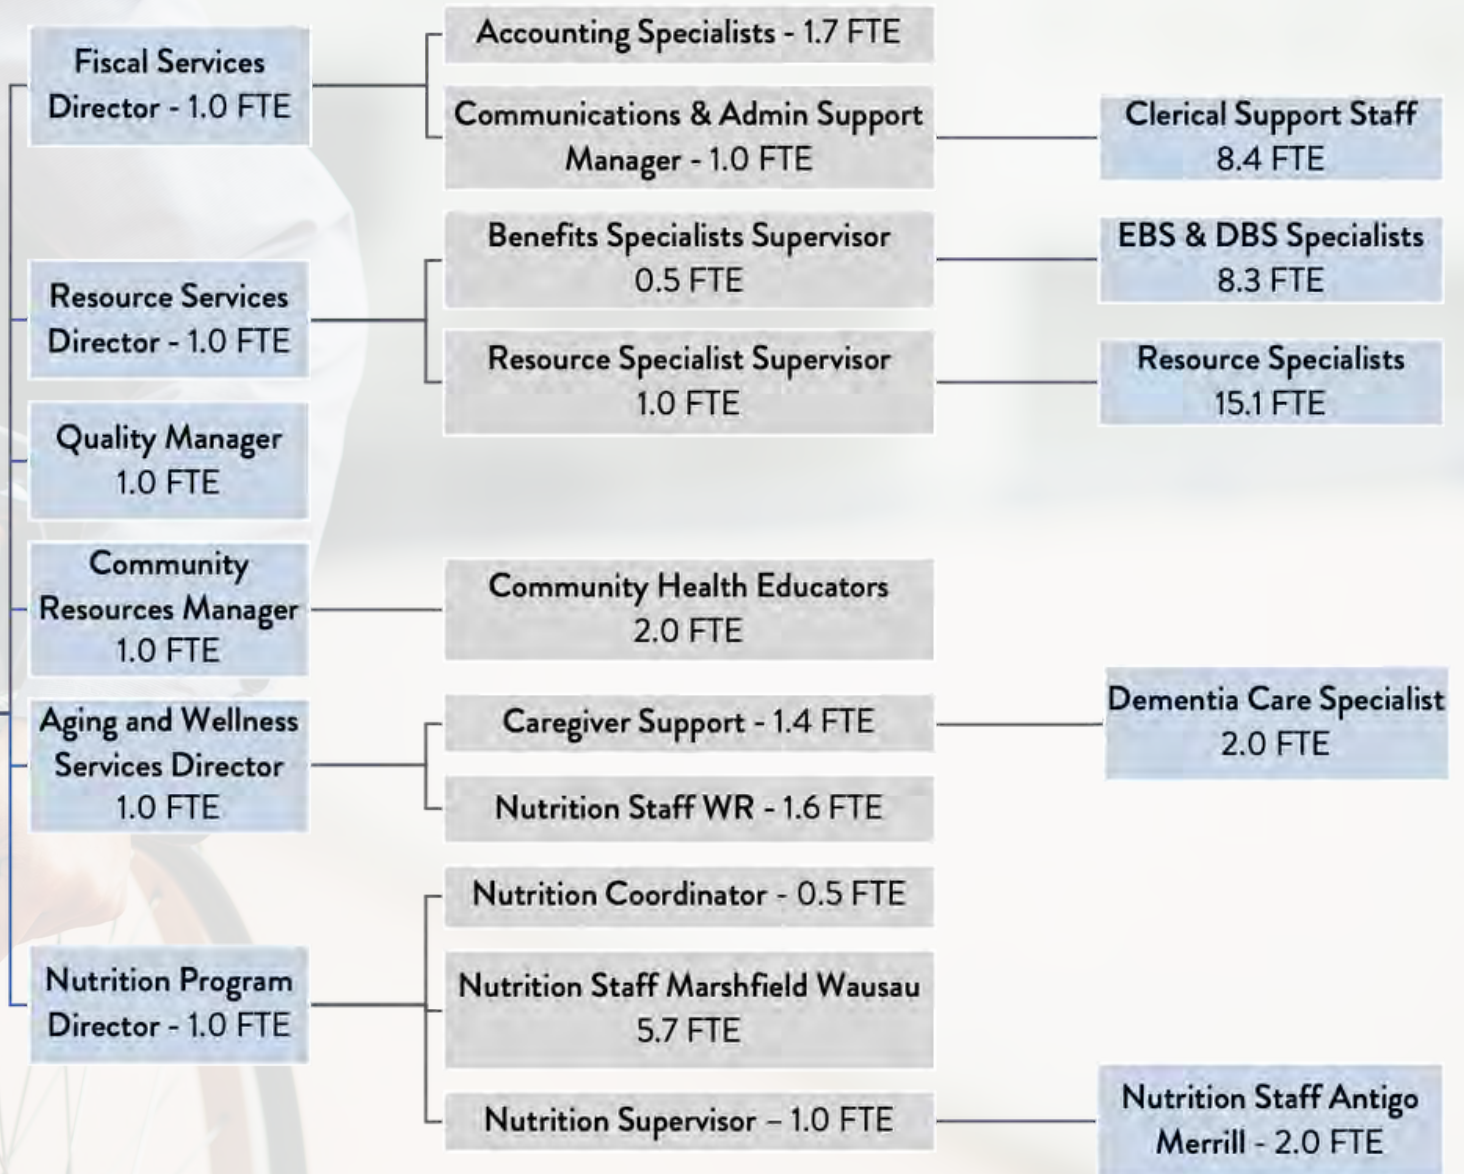 Fiscal Services
Director - 1.0 FTE
Accounting Specialists - 1.7 FTE
Communications & Admin Support
Manager - 1.0 FTE
Clerical Support Staff
8.4 FTE
Resource Services
Director - 1.0 FTE
Benefits Specialists Supervisor
0.5 FTE
EBS & DBS Specialists
8.3 FTE
Resource Specialist Supervisor
1.0 FTE
Resource Specialists
15.1 FTE
Quality Manager
1.0 FTE
Community
Resources Manager
1.0 FTE
Community Health Educators
2.0 FTE
Aging and Wellness
Services Director
1.0 FTE
Caregiver Support - 1.4 FTE
Dementia Care Specialist
2.0 FTE
Nutrition Staff WR - 1.6 FTE
Nutrition Program
Director - 1.0 FTE
Nutrition Coordinator - 0.5 FTE
Nutrition Staff Marshfield Wausau
5.7 FTE
Nutrition Supervisor – 1.0 FTE
Nutrition Staff Antigo
Merrill - 2.0 FTE